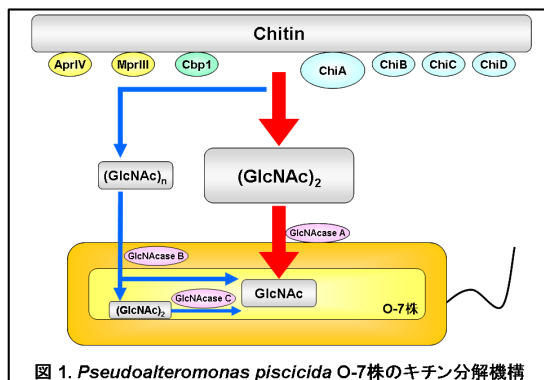 Chitin
AprIV MprIII Cbp1 ChiA ChiB ChiC ChiD
(GlcNAc)n
(GlcNAc)2
GlcNAcase A
GlcNAcase B
GlcNAc
GlcNAcase C
(GlcNAc)2
O-7株
図 1. Pseudoalteromonas piscicida O-7株のキチン分解機構